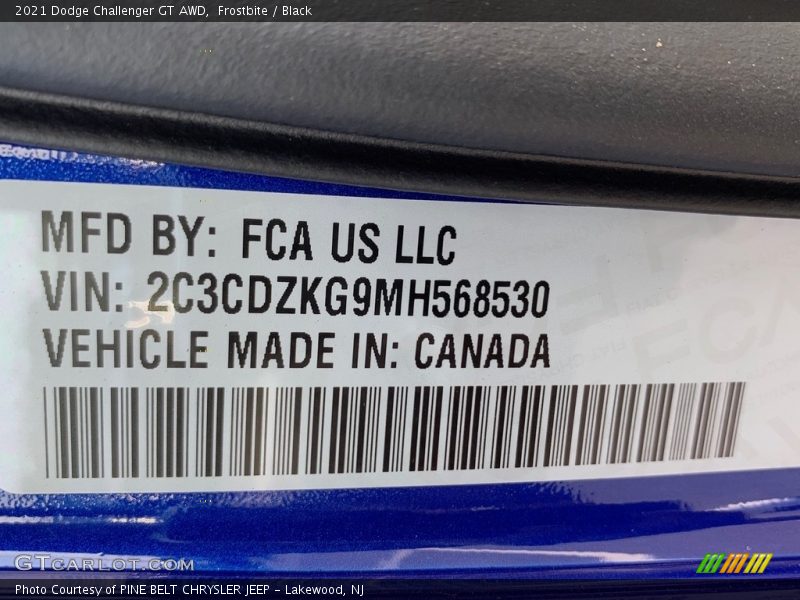 2021 Dodge Challenger GT AWD, Frostbite / Black
MFD BY: FCA US LLC
VIN: 2C3CDZKG9MH568530
VEHICLE MADE IN: CANADA
GTCARLOT.COM
Photo Courtesy of PINE BELT CHRYSLER JEEP - Lakewood, NJ